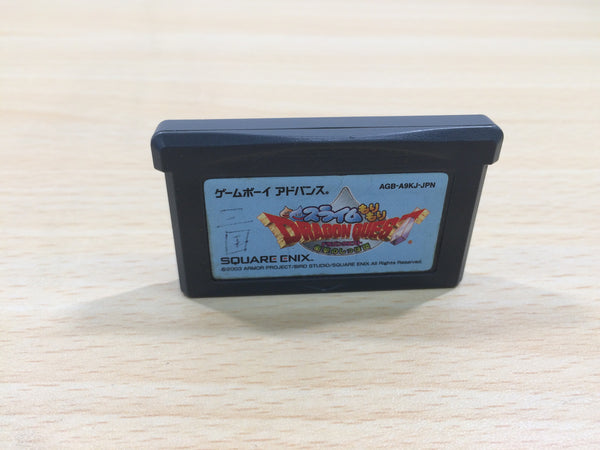 ゲームボーイ アドバンス®
AGB-A9KJ-JPN
スライムもりもり
DRAGON QUEST
SQUARE ENIX™
©2003 ARMOR PROJECT/BIRD STUDIO/SQUARE ENIX All Rights Reserved.